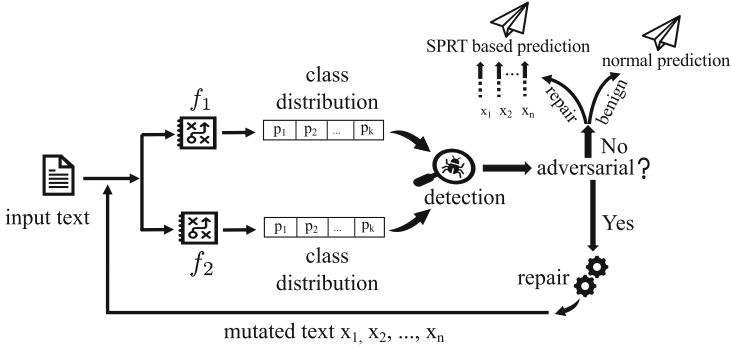 SPRT based prediction
normal prediction
x1 x2 ... xn
repair
benign
class
distribution
f1
p1 p2 ... pk
No
adversarial?
input text
detection
f2
p1 p2 ... pk
class
distribution
Yes
repair
mutated text x1, x2, ..., xn